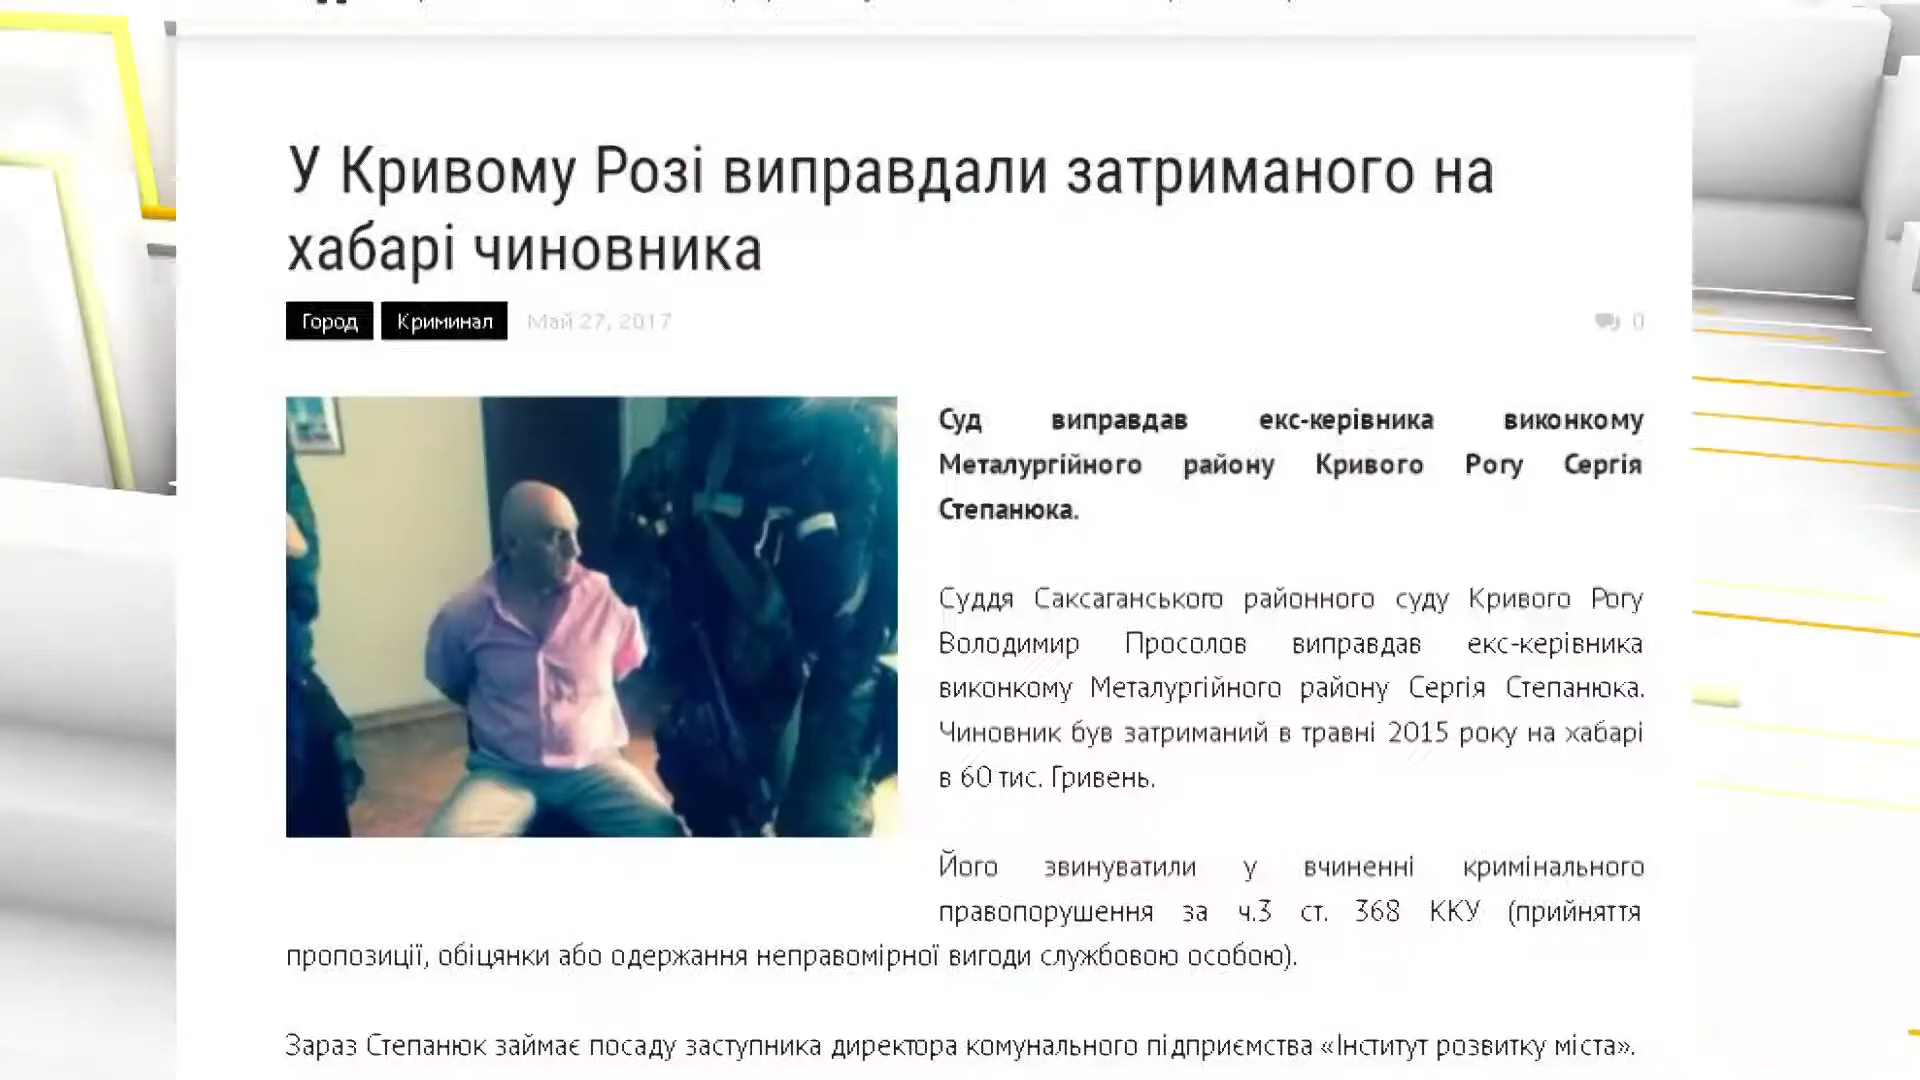 У Кривому Розі виправдали затриманого на
хабарі чиновника
Город Криминал Май 27, 2017 0
Суд виправдав екс-керівника виконкому
Металургійного району Кривого Рогу Сергія
Степанюка.
Суддя Саксаганського районного суду Кривого Рогу
Володимир Просолов виправдав екс-керівника
виконкому Металургійного району Сергія Степанюка.
Чиновник був затриманий в травні 2015 року на хабарі
в 60 тис. Гривень.
Його звинуватили у вчиненні кримінального
правопорушення за ч.3 ст. 368 ККУ (прийняття
пропозиції, обіцянки або одержання неправомірної вигоди службовою особою).
Зараз Степанюк займає посаду заступника директора комунального підприємства «Інститут розвитку міста».